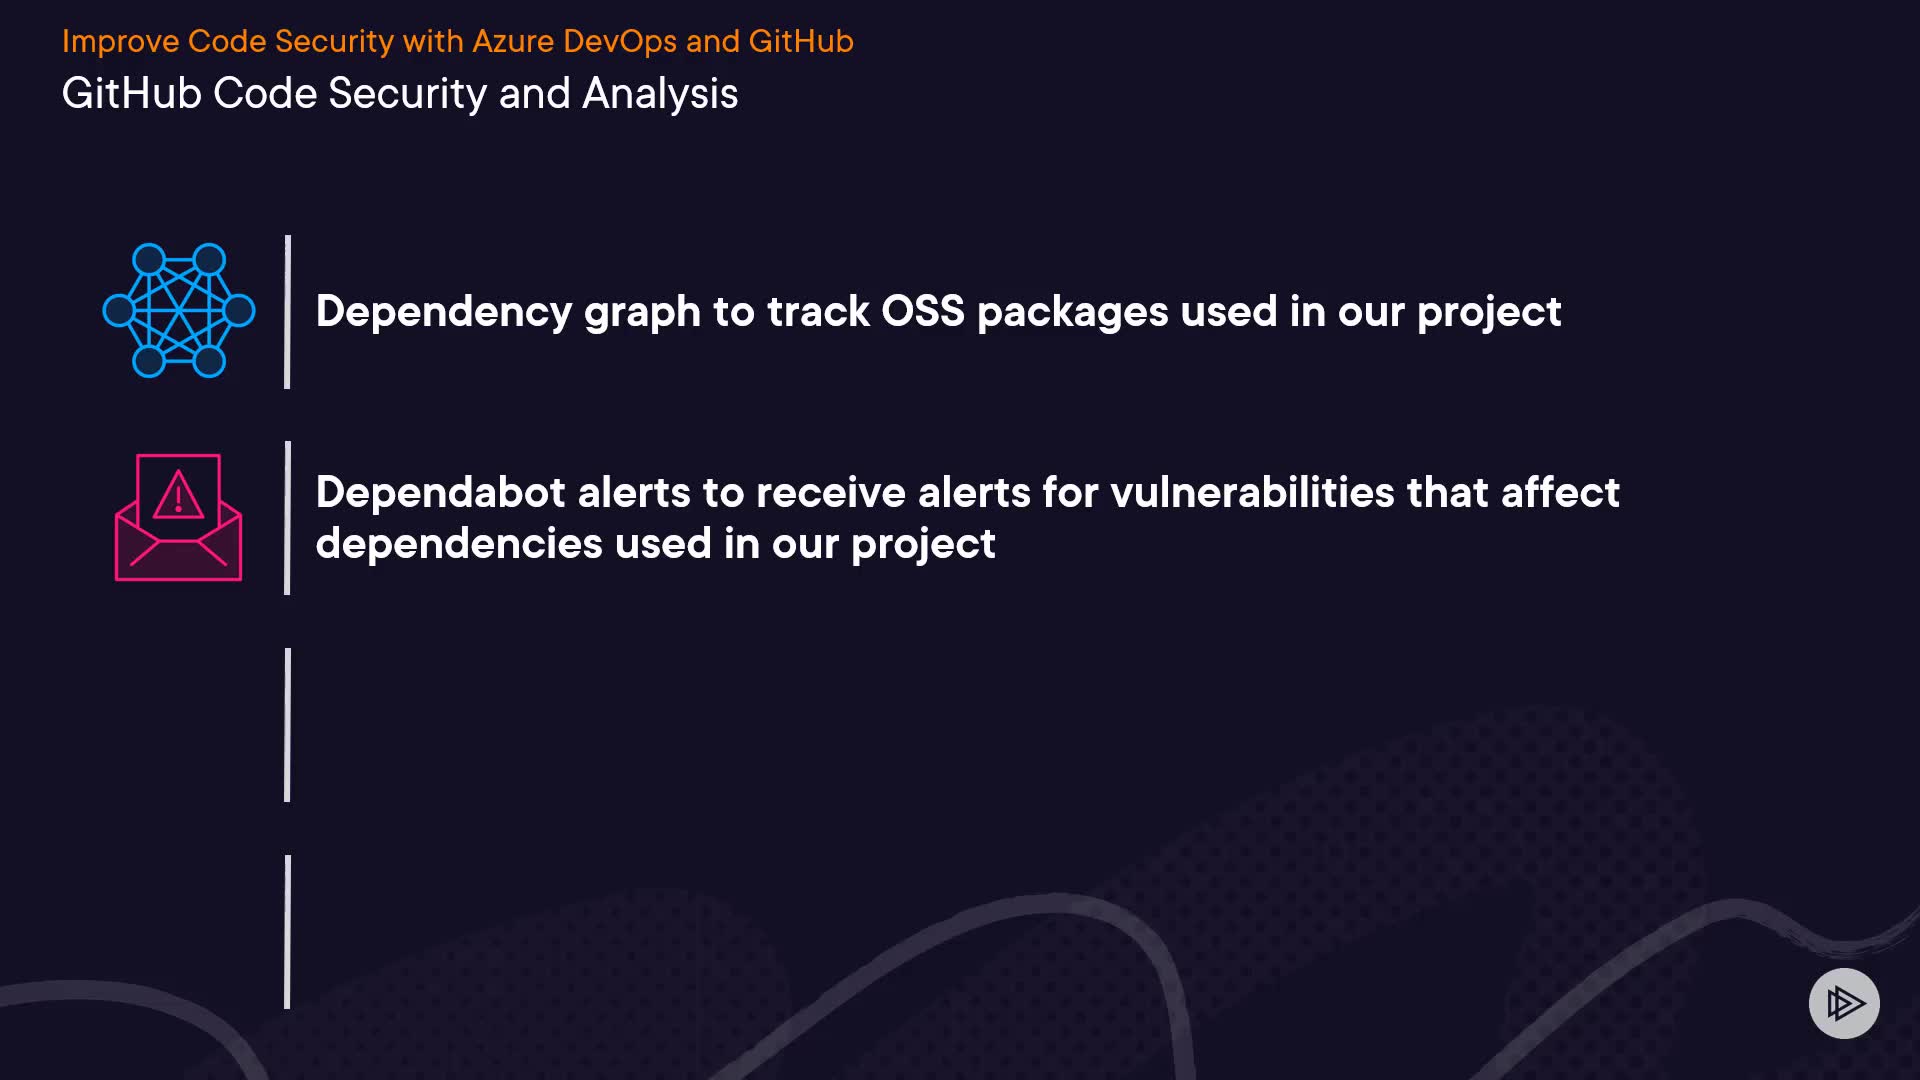 Improve Code Security with Azure DevOps and GitHub
GitHub Code Security and Analysis
Dependency graph to track OSS packages used in our project
Dependabot alerts to receive alerts for vulnerabilities that affect
dependencies used in our project